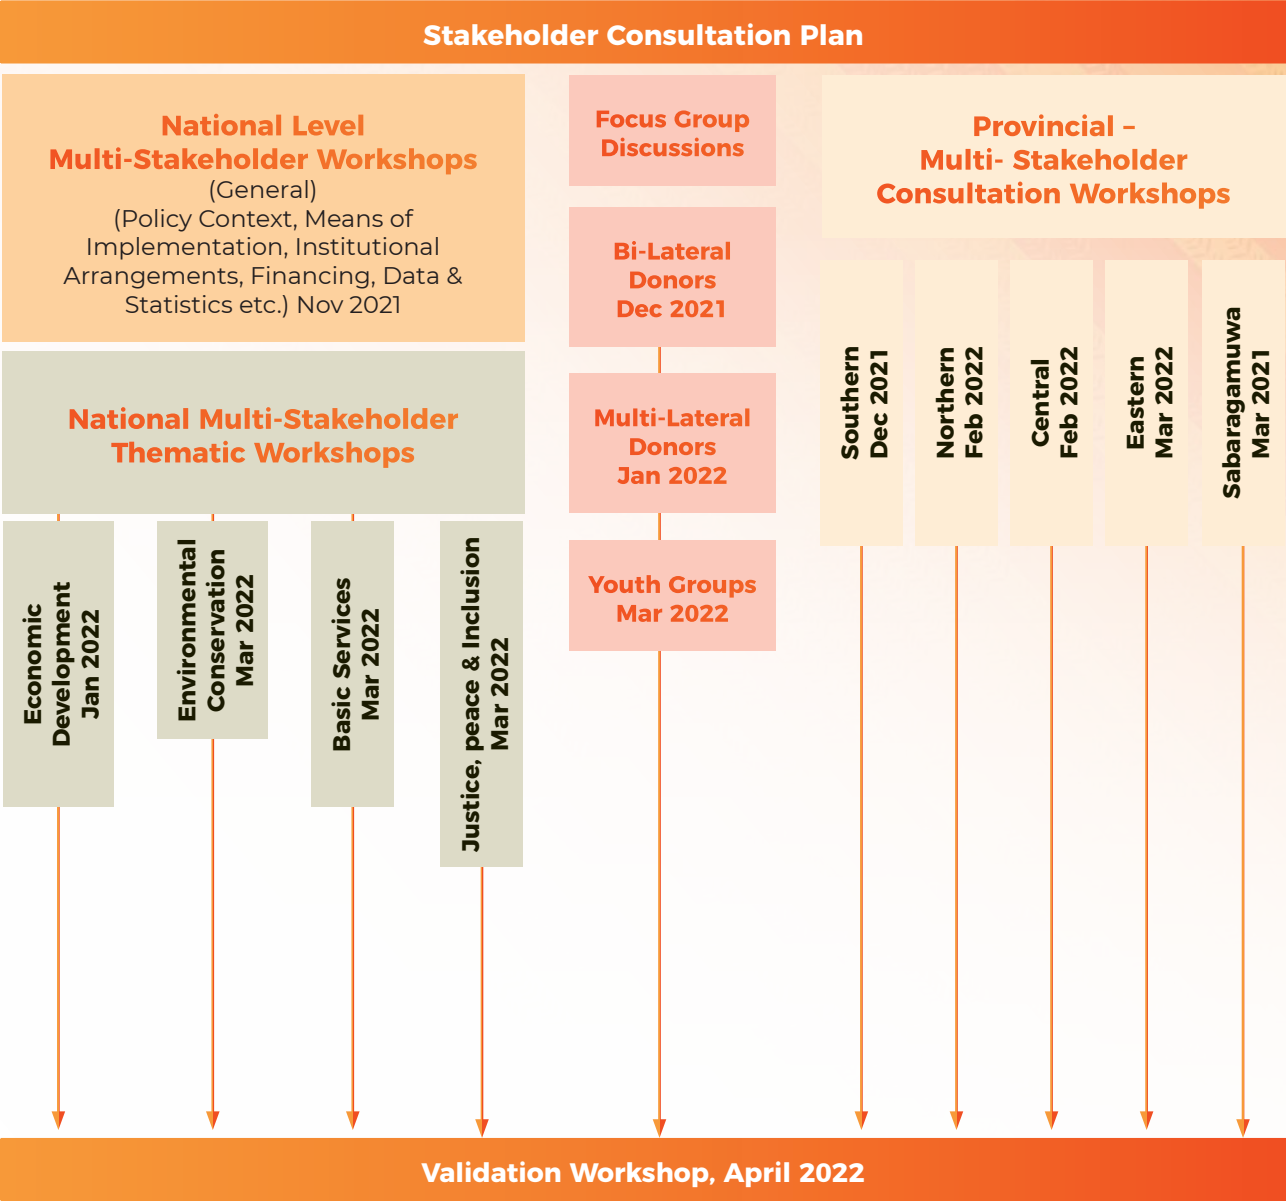 Stakeholder Consultation Plan
National Level
Multi-Stakeholder Workshops
(General)
(Policy Context, Means of
Implementation, Institutional
Arrangements, Financing, Data &
Statistics etc.) Nov 2021
National Multi-Stakeholder
Thematic Workshops
Economic
Development
Jan 2022
Environmental
Conservation
Mar 2022
Basic Services
Mar 2022
Justice, peace & Inclusion
Mar 2022
Focus Group
Discussions
Bi-Lateral
Donors
Dec 2021
Multi-Lateral
Donors
Jan 2022
Youth Groups
Mar 2022
Provincial –
Multi- Stakeholder
Consultation Workshops
Southern
Dec 2021
Northern
Feb 2022
Central
Feb 2022
Eastern
Mar 2022
Sabaragamuwa
Mar 2021
Validation Workshop, April 2022